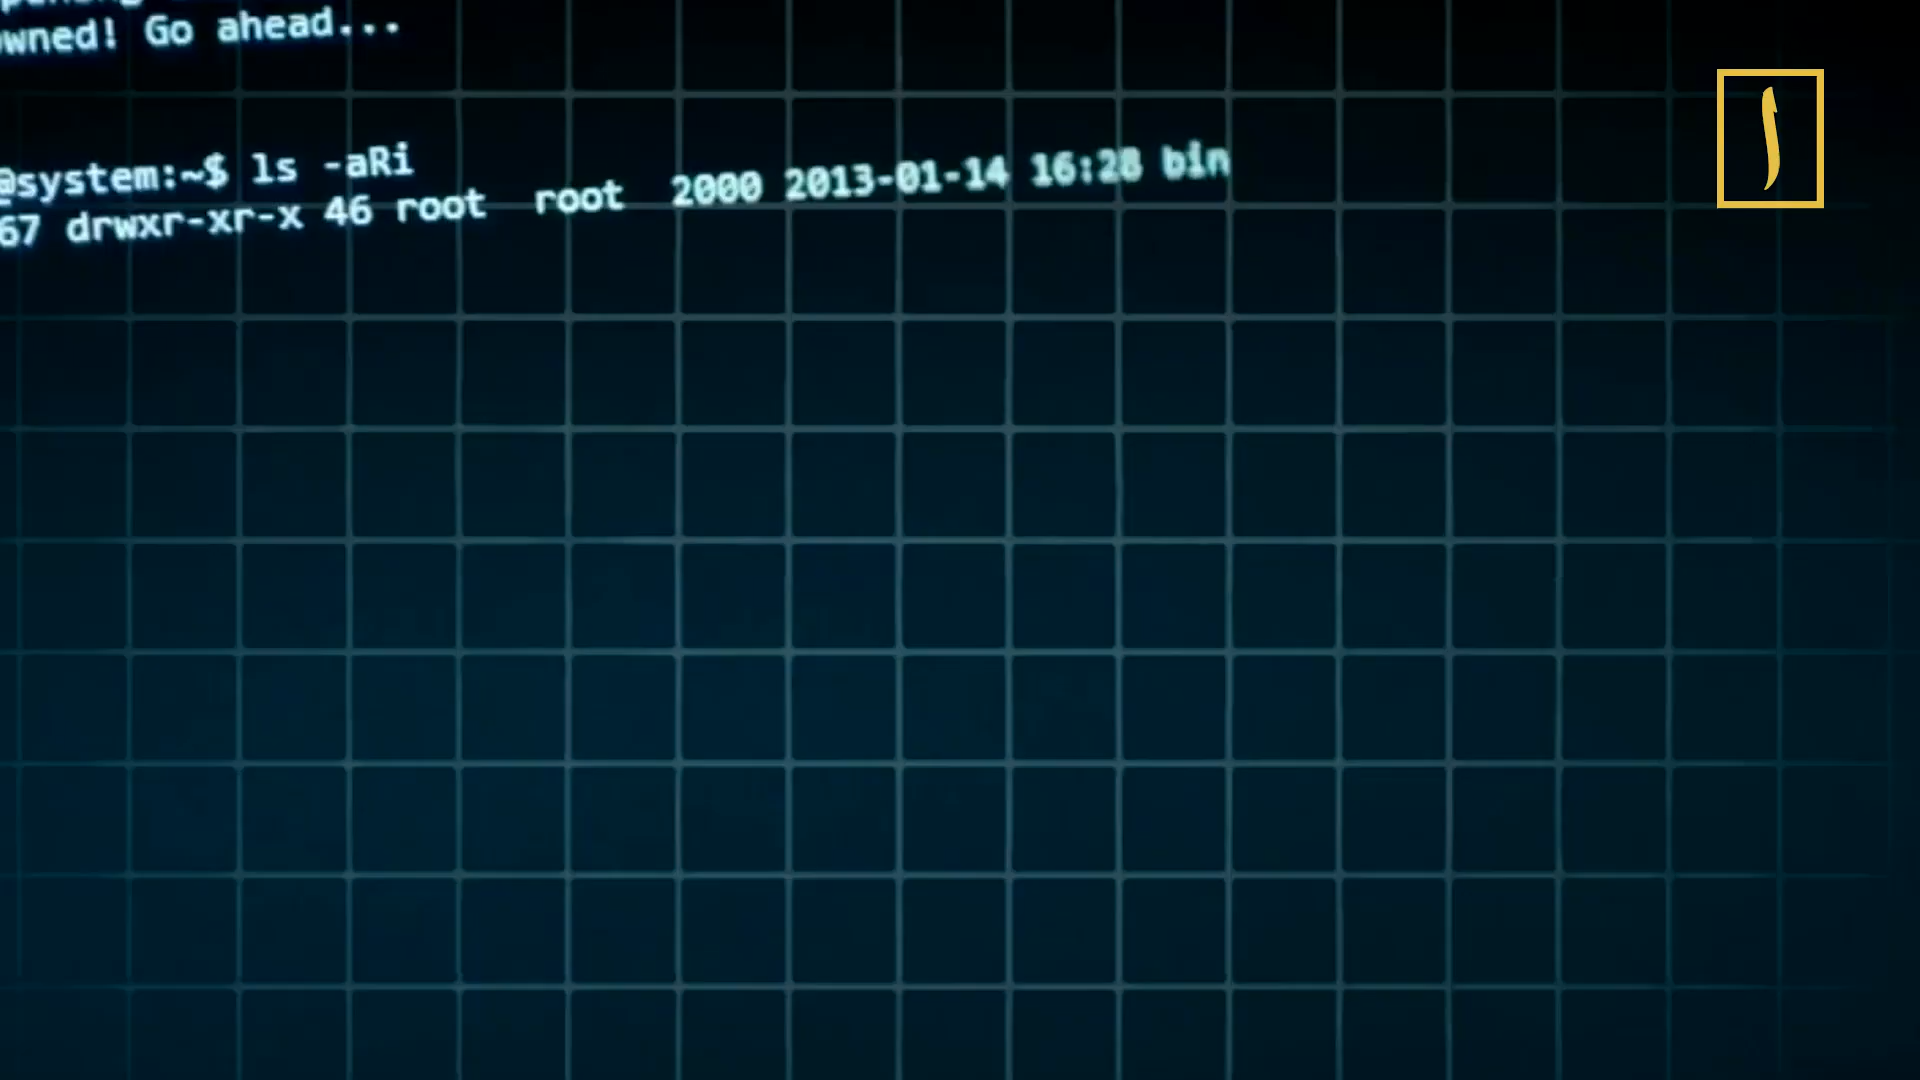 wned! Go ahead...
@system:~$ ls -aRi
67 drwxr-xr-x 46 root root 2000 2013-01-14 16:28 bin
ا